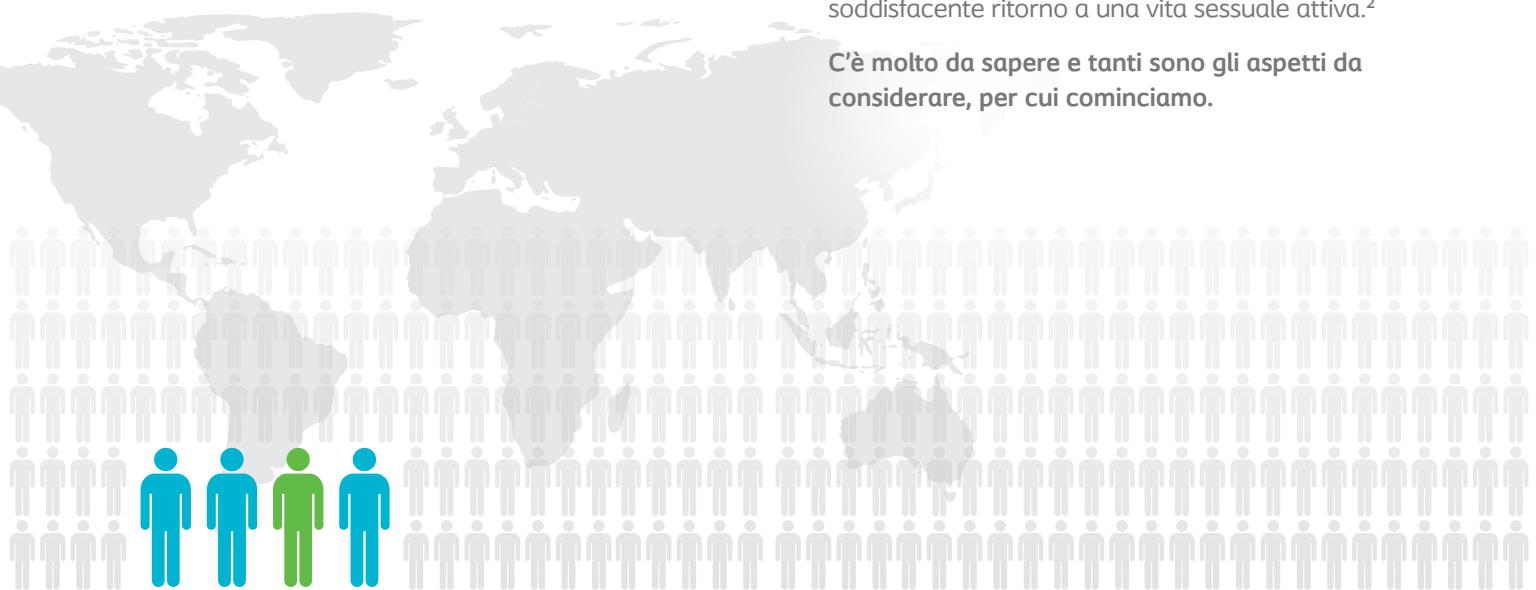 soddisfacente ritorno a una vita sessuale attiva.²
C'è molto da sapere e tanti sono gli aspetti da
considerare, per cui cominciamo.